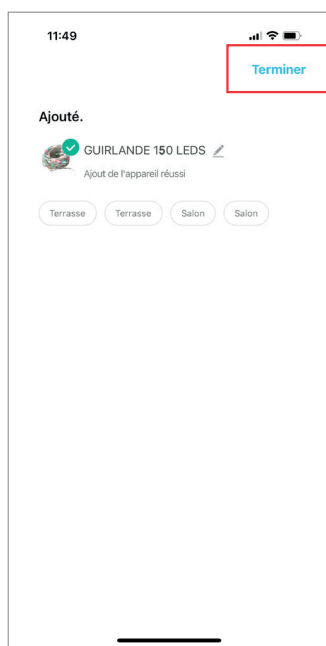 11:49
Terminer
Ajouté.
GUIRLANDE 150 LEDS
Ajout de l'appareil réussi
Terrasse Terrasse Salon Salon